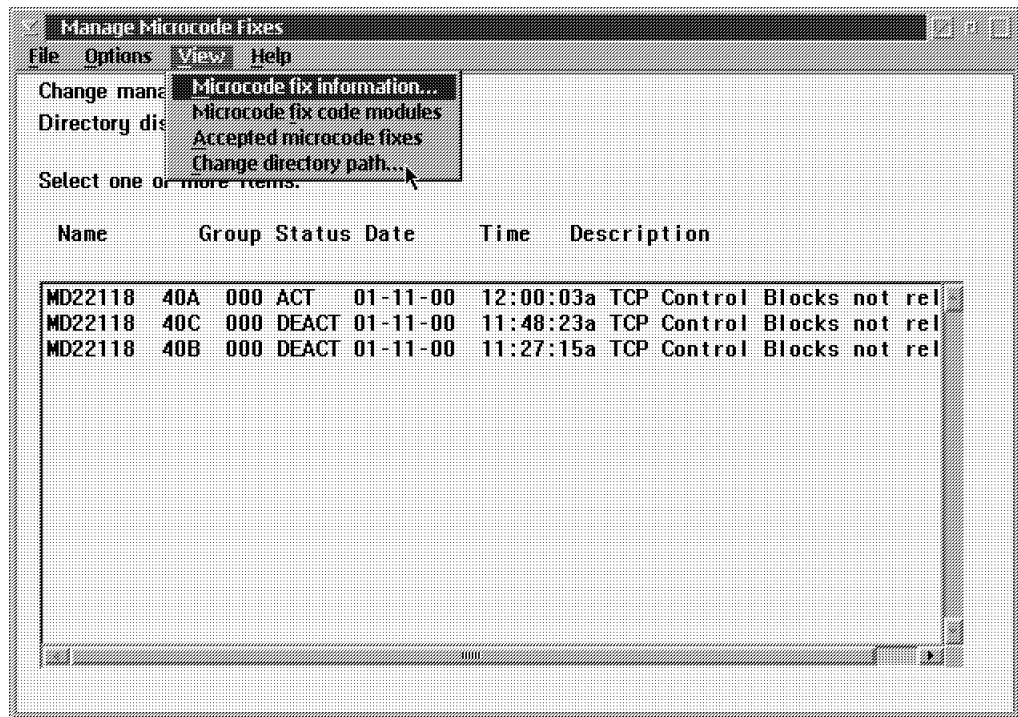 Manage Microcode Fixes
File Options View Help
Microcode fix information...
Microcode fix code modules
Accepted microcode fixes
Change directory path...
Change mana
Directory dis
Select one or more items.
Name Group Status Date Time Description
MD22118 40A 000 ACT 01-11-00 12:00:03a TCP Control Blocks not rel
MD22118 40C 000 DEACT 01-11-00 11:48:23a TCP Control Blocks not rel
MD22118 40B 000 DEACT 01-11-00 11:27:15a TCP Control Blocks not rel